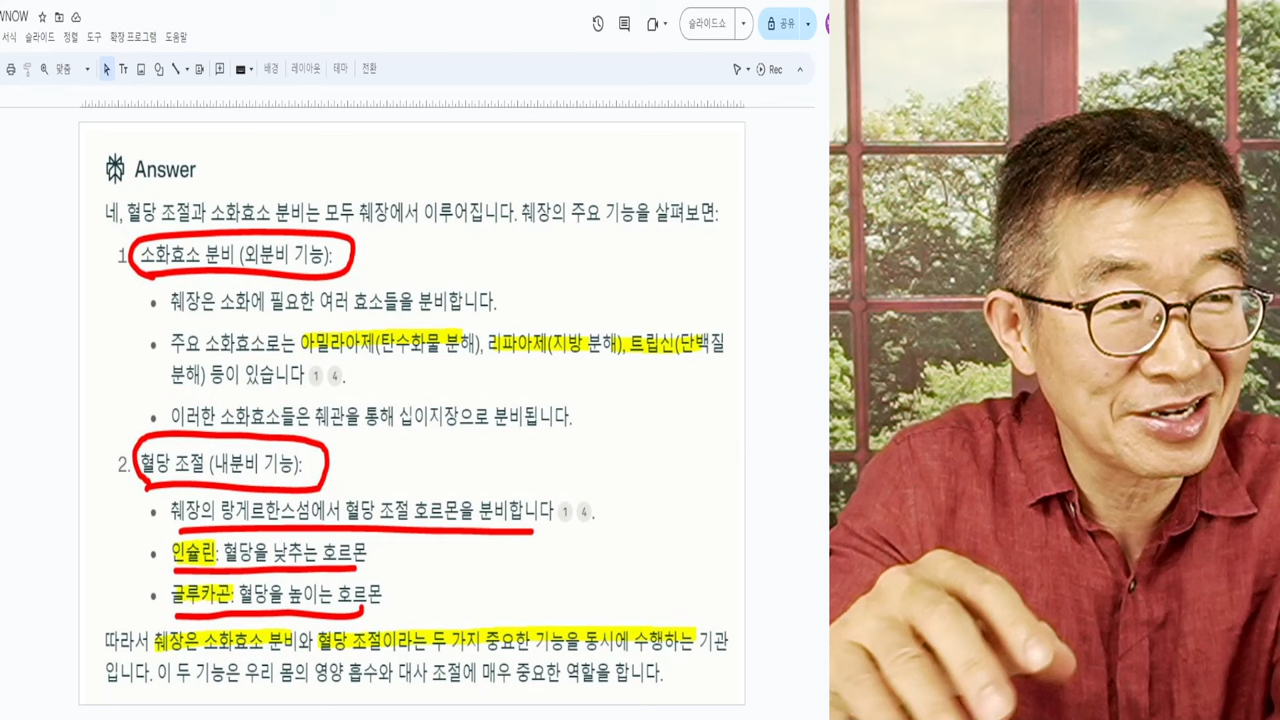 WNOW
서식 슬라이드 정렬 도구 확장 프로그램 도움말
슬라이드쇼
공유
맞춤
배경 레이아웃 테마 전환
Rec
Answer
네, 혈당 조절과 소화효소 분비는 모두 췌장에서 이루어집니다. 췌장의 주요 기능을 살펴보면:
1. 소화효소 분비 (외분비 기능):
• 췌장은 소화에 필요한 여러 효소들을 분비합니다.
• 주요 소화효소로는 아밀라아제(탄수화물 분해), 리파아제(지방 분해), 트립신(단백질
분해) 등이 있습니다 1 4 .
• 이러한 소화효소들은 췌관을 통해 십이지장으로 분비됩니다.
2. 혈당 조절 (내분비 기능):
• 췌장의 랑게르한스섬에서 혈당 조절 호르몬을 분비합니다 1 4 .
• 인슐린: 혈당을 낮추는 호르몬
• 글루카곤: 혈당을 높이는 호르몬
따라서 췌장은 소화효소 분비와 혈당 조절이라는 두 가지 중요한 기능을 동시에 수행하는 기관
입니다. 이 두 기능은 우리 몸의 영양 흡수와 대사 조절에 매우 중요한 역할을 합니다.